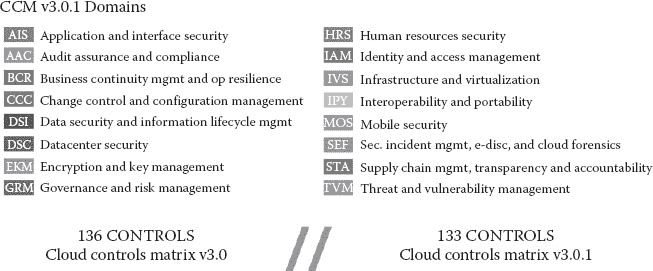 CCM v3.0.1 Domains
AIS Application and interface security
AAC Audit assurance and compliance
BCR Business continuity mgmt and op resilience
CCC Change control and configuration management
DSI Data security and information lifecycle mgmt
DSC Datacenter security
EKM Encryption and key management
GRM Governance and risk management
HRS Human resources security
IAM Identity and access management
IVS Infrastructure and virtualization
IPY Interoperability and portability
MOS Mobile security
SEF Sec. incident mgmt, e-disc, and cloud forensics
STA Supply chain mgmt, transparency and accountability
TVM Threat and vulnerability management
136 CONTROLS
Cloud controls matrix v3.0
//
133 CONTROLS
Cloud controls matrix v3.0.1